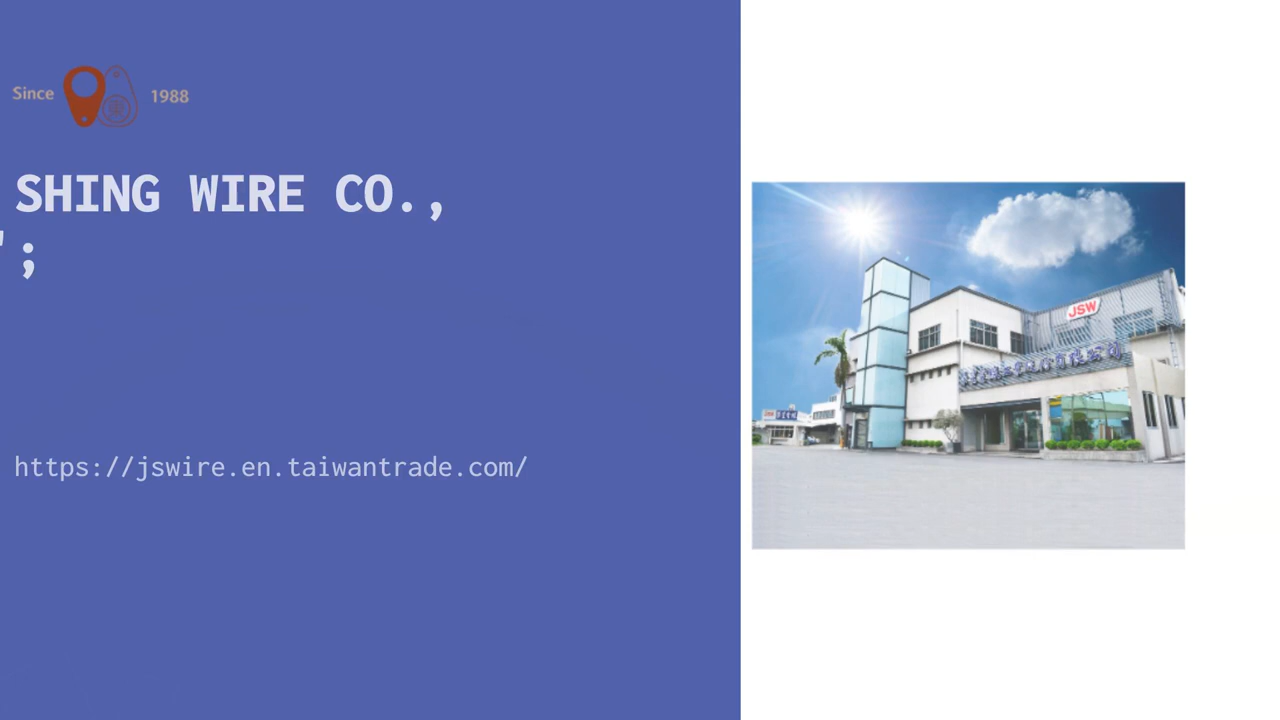 Since 1988
SHING WIRE CO.,
';
https://jswire.en.taiwantrade.com/
JSW